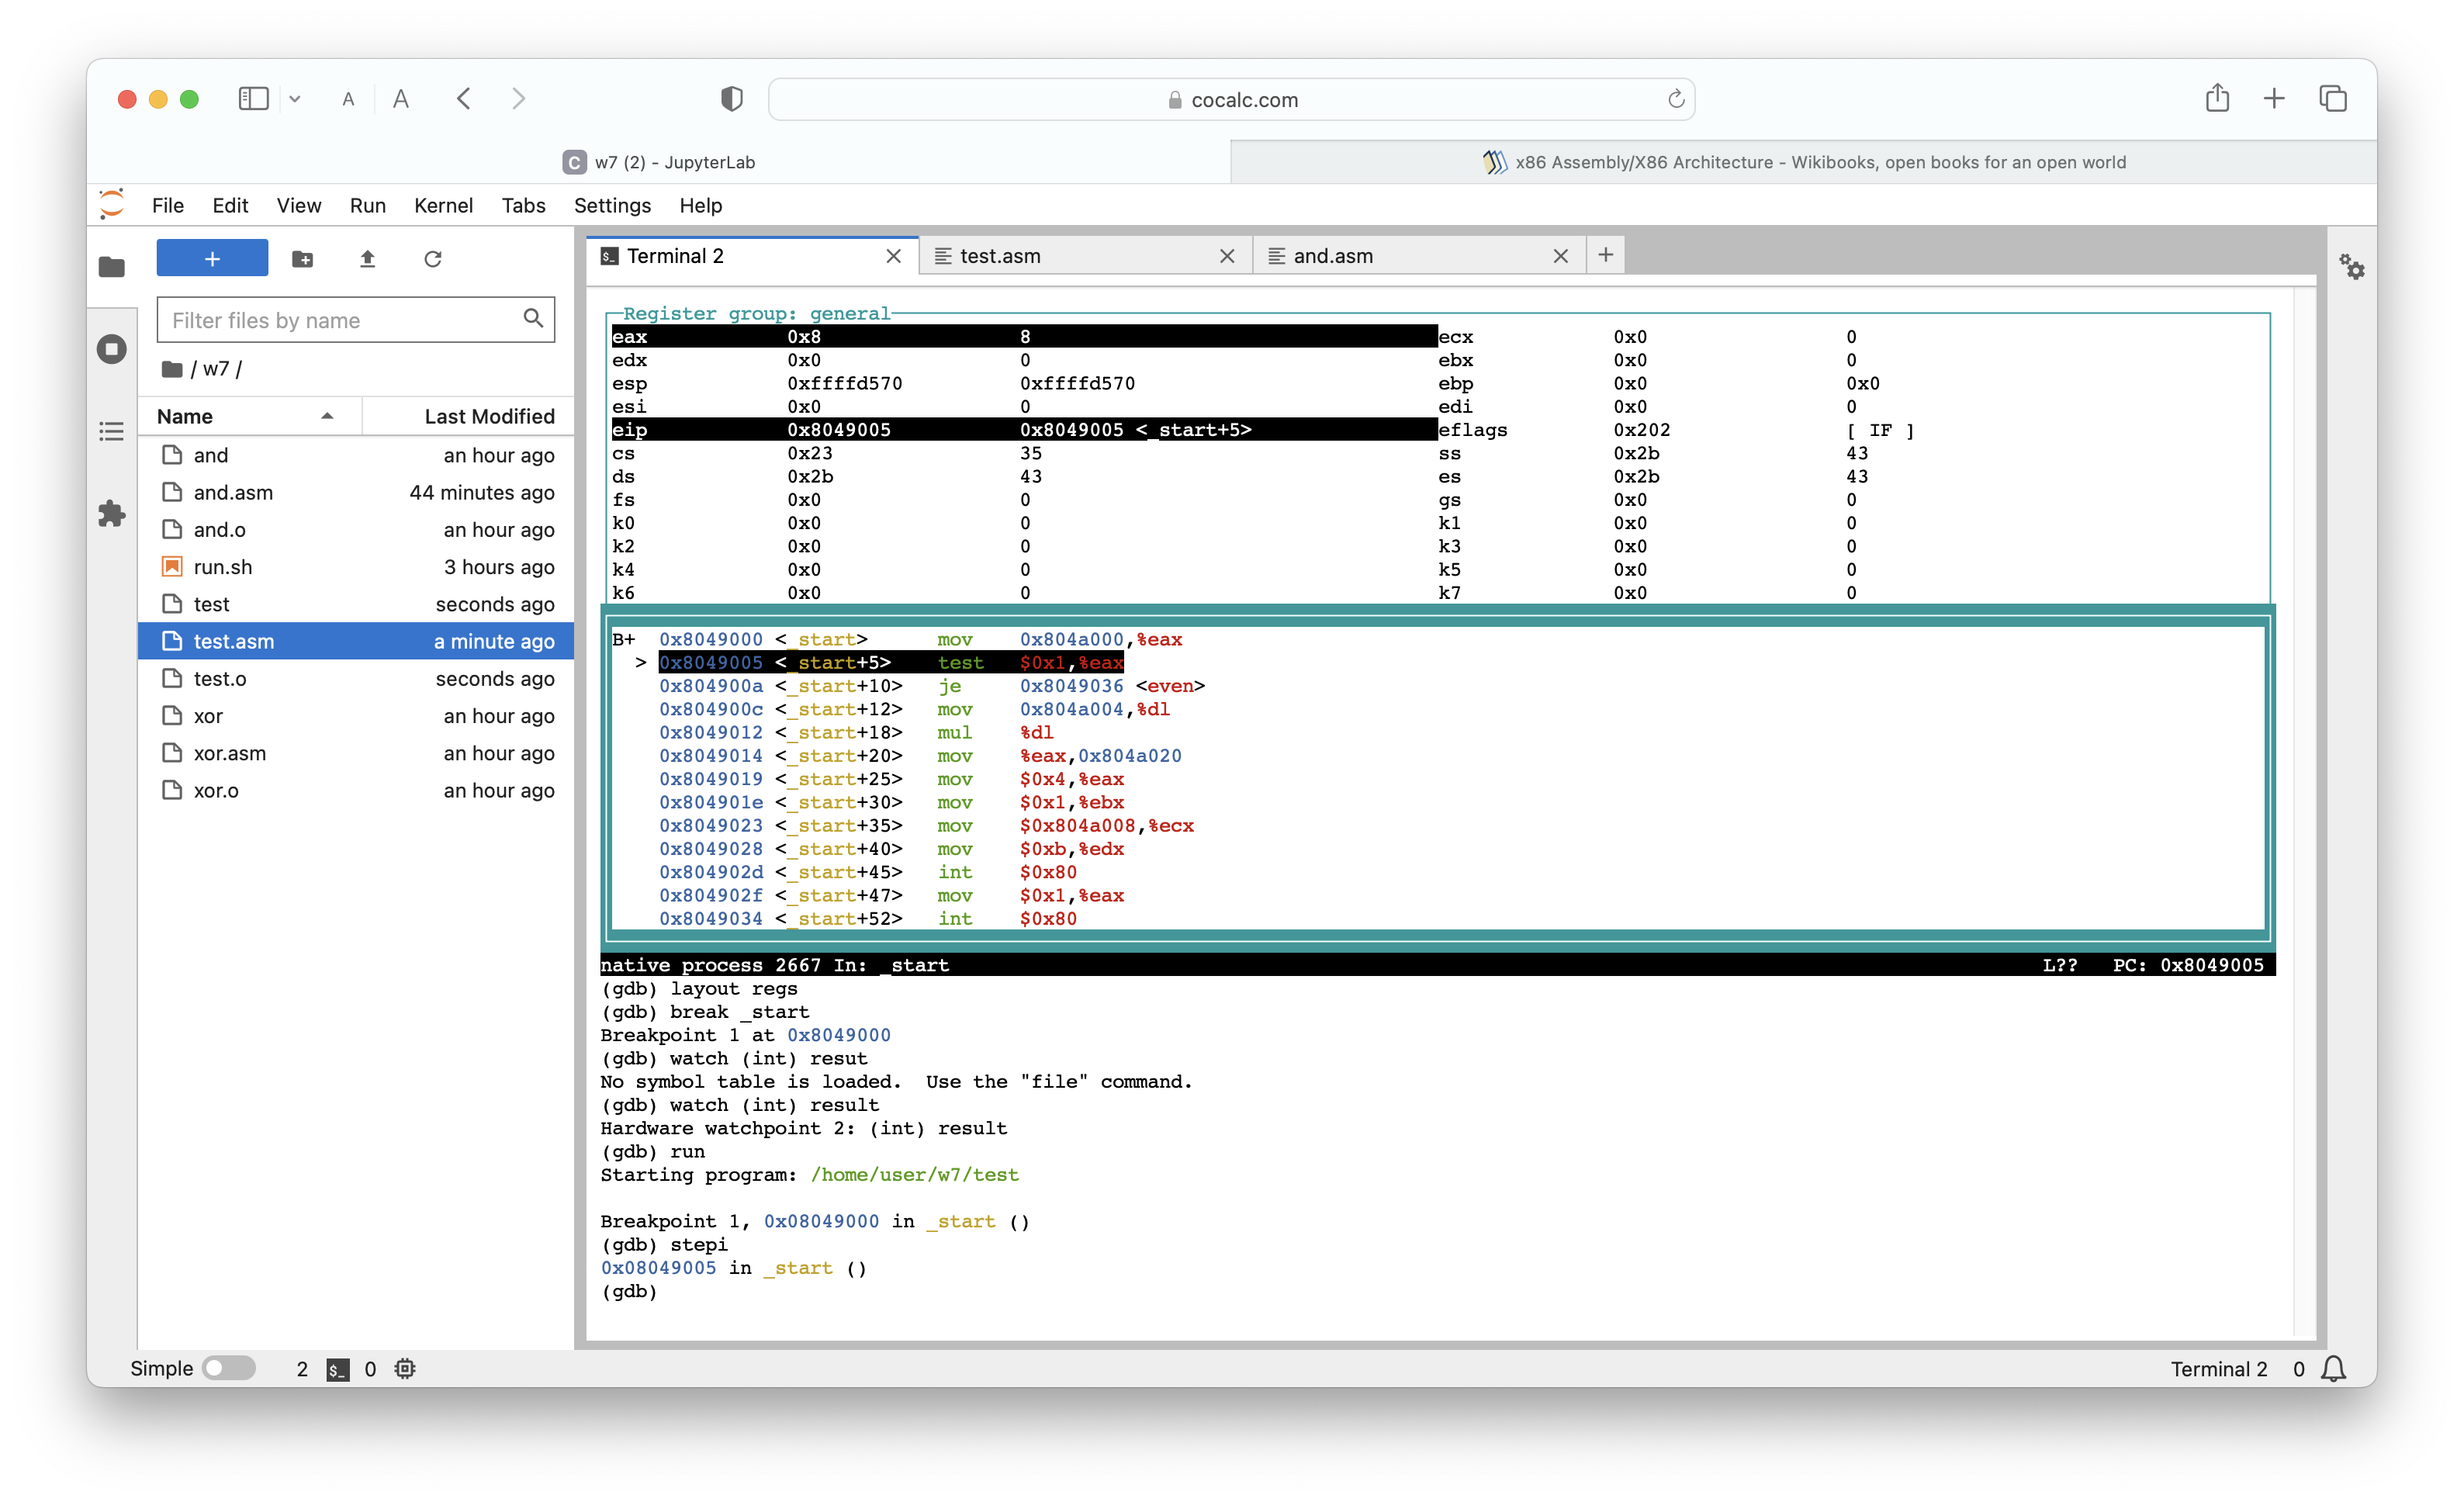 A A cocalc.com
C w7 (2) - JupyterLab x86 Assembly/X86 Architecture - Wikibooks, open books for an open world
File Edit View Run Kernel Tabs Settings Help
+ Terminal 2 test.asm and.asm
Filter files by name
/ w7 /
Name Last Modified
and an hour ago
and.asm 44 minutes ago
and.o an hour ago
run.sh 3 hours ago
test seconds ago
test.asm a minute ago
test.o seconds ago
xor an hour ago
xor.asm an hour ago
xor.o an hour ago
Register group: general
eax 0x8 8 ecx 0x0 0
edx 0x0 0 ebx 0x0 0
esp 0xffffd570 0xffffd570 ebp 0x0 0x0
esi 0x0 0 edi 0x0 0
eip 0x8049005 0x8049005 <_start+5> eflags 0x202 [ IF ]
cs 0x23 35 ss 0x2b 43
ds 0x2b 43 es 0x2b 43
fs 0x0 0 gs 0x0 0
k0 0x0 0 k1 0x0 0
k2 0x0 0 k3 0x0 0
k4 0x0 0 k5 0x0 0
k6 0x0 0 k7 0x0 0
B+ 0x8049000 <_start> mov 0x804a000,%eax
> 0x8049005 <_start+5> test $0x1,%eax
0x804900a <_start+10> je 0x8049036 <even>
0x804900c <_start+12> mov 0x804a004,%dl
0x8049012 <_start+18> mul %dl
0x8049014 <_start+20> mov %eax,0x804a020
0x8049019 <_start+25> mov $0x4,%eax
0x804901e <_start+30> mov $0x1,%ebx
0x8049023 <_start+35> mov $0x804a008,%ecx
0x8049028 <_start+40> mov $0xb,%edx
0x804902d <_start+45> int $0x80
0x804902f <_start+47> mov $0x1,%eax
0x8049034 <_start+52> int $0x80
native process 2667 In: _start L?? PC: 0x8049005
(gdb) layout regs
(gdb) break _start
Breakpoint 1 at 0x8049000
(gdb) watch (int) resut
No symbol table is loaded.  Use the "file" command.
(gdb) watch (int) result
Hardware watchpoint 2: (int) result
(gdb) run
Starting program: /home/user/w7/test
Breakpoint 1, 0x08049000 in _start ()
(gdb) stepi
0x08049005 in _start ()
(gdb)
Simple 2 $_ 0 Terminal 2 0